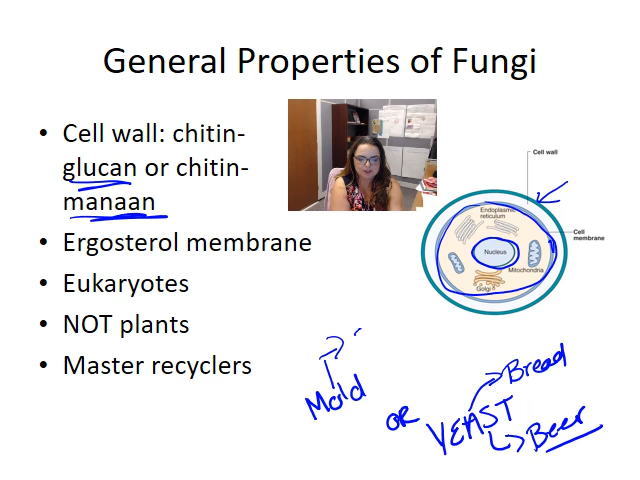 General Properties of Fungi
• Cell wall: chitin-
glucan or chitin-
manaan
• Ergosterol membrane
• Eukaryotes
• NOT plants
• Master recyclers
Cell wall
Endoplasmic
reticulum
Cell
membrane
Nucleus
Mitochondria
Golgi
Mold
OR
YEAST
Bread
Beer